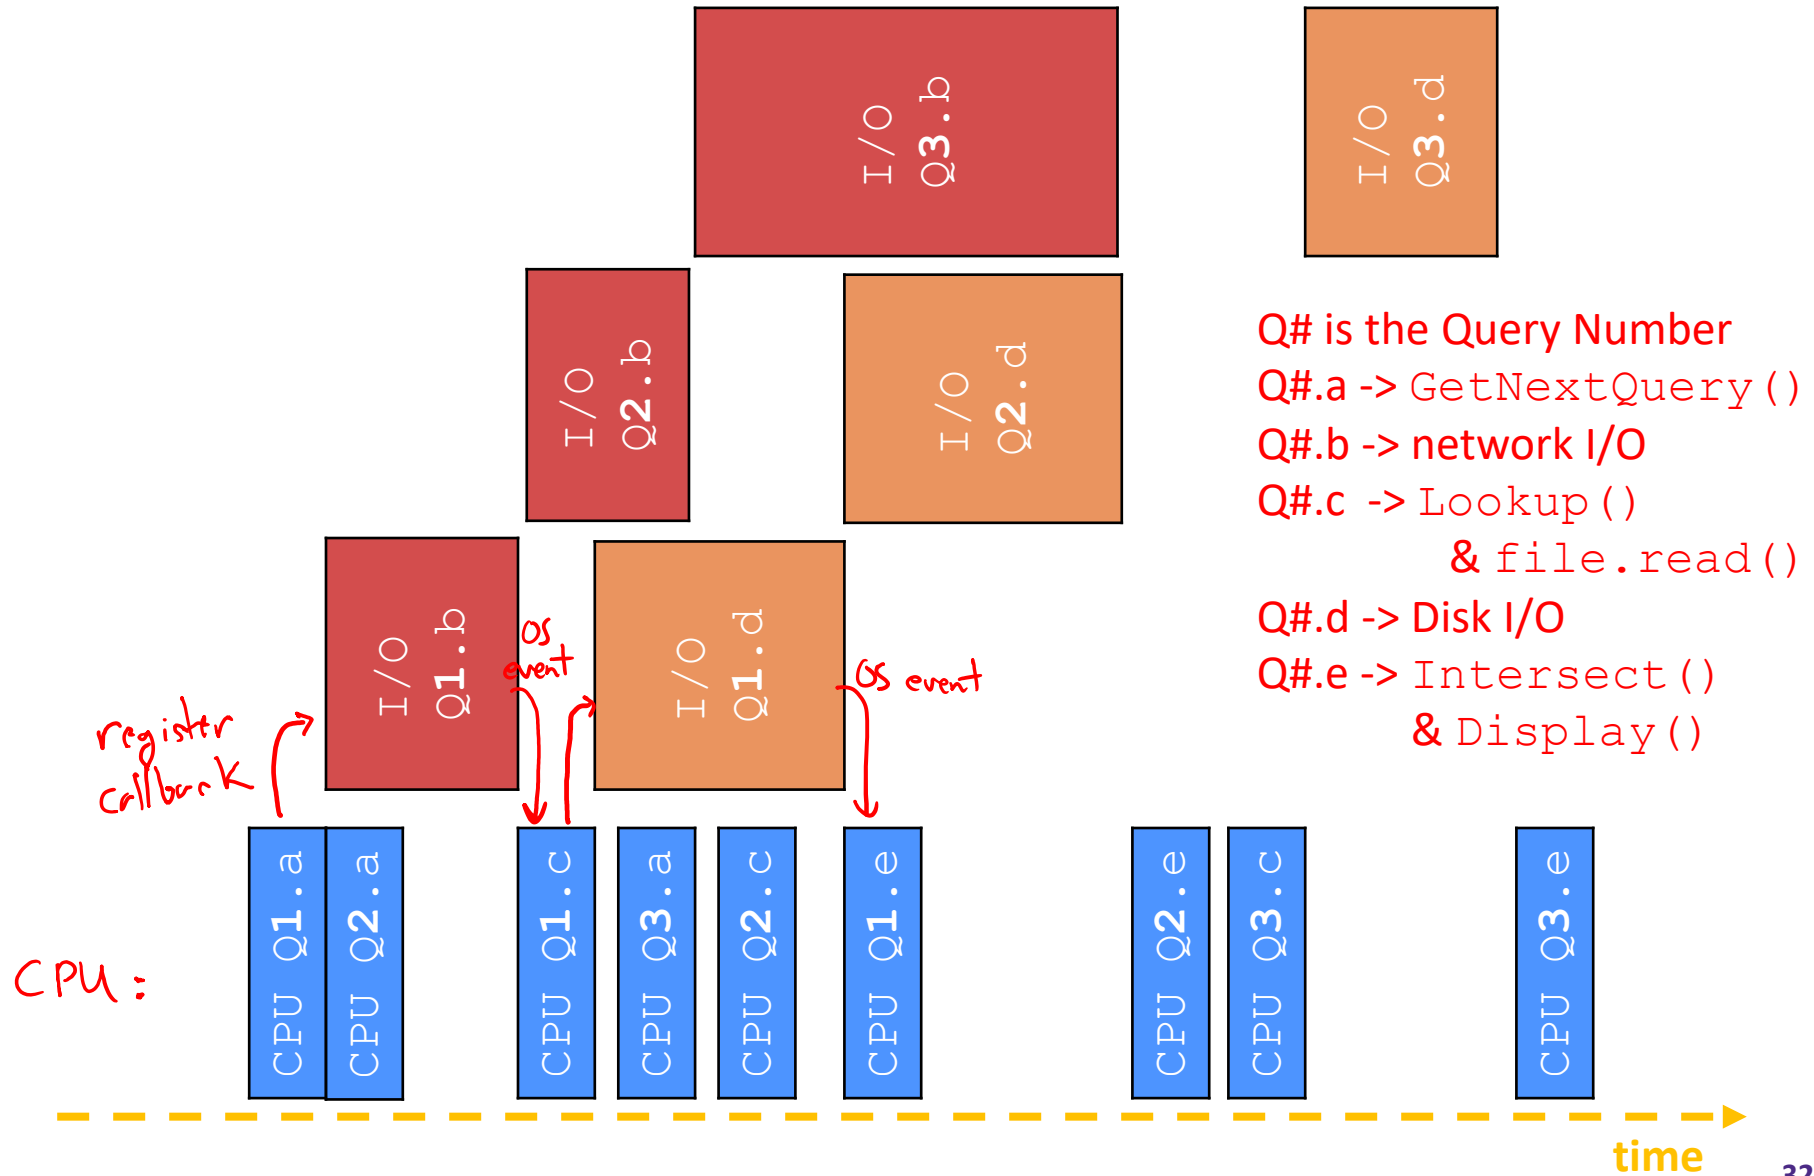 I/O
Q3.b
I/O
Q3.d
I/O
Q2.b
I/O
Q2.d
Q# is the Query Number
Q#.a -> GetNextQuery()
Q#.b -> network I/O
Q#.c -> Lookup()
& file.read()
Q#.d -> Disk I/O
Q#.e -> Intersect()
& Display()
I/O
Q1.b
OS
event
I/O
Q1.d
OS event
register
callback
CPU:
CPU Q1.a
CPU Q2.a
CPU Q1.c
CPU Q3.a
CPU Q2.c
CPU Q1.e
CPU Q2.e
CPU Q3.c
CPU Q3.e
time
32